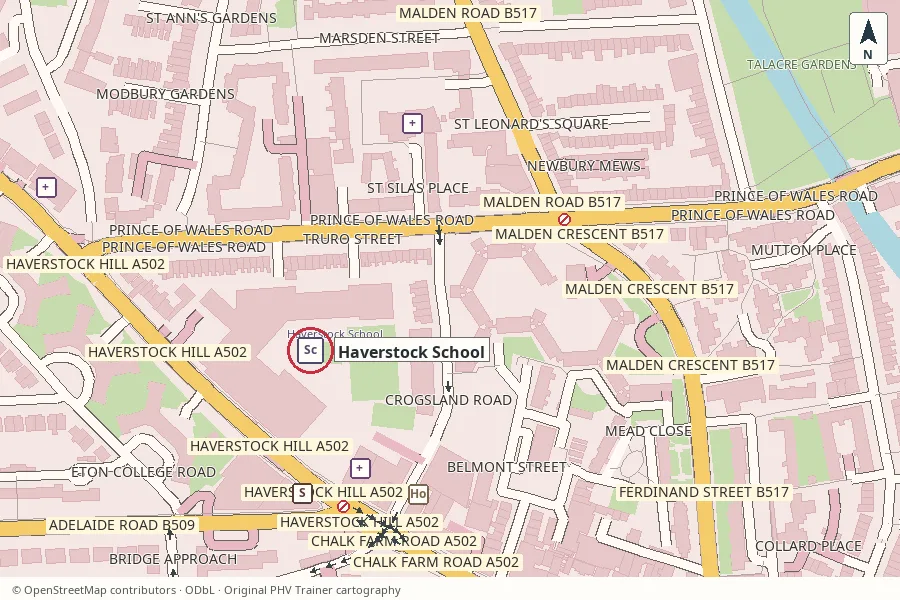 MALDEN ROAD B517
ST ANN'S GARDENS
MARSDEN STREET
N
TALACRE GARDENS
MODBURY GARDENS
+
ST LEONARD'S SQUARE
NEWBURY MEWS
+
ST SILAS PLACE
PRINCE OF WALES ROAD
MALDEN ROAD B517
PRINCE OF WALES ROAD
PRINCE OF WALES ROAD
PRINCE OF WALES ROAD
MALDEN CRESCENT B517
TRURO STREET
PRINCE OF WALES ROAD
MUTTON PLACE
HAVERSTOCK HILL A502
MALDEN CRESCENT B517
Haverstock School
Sc
Haverstock School
HAVERSTOCK HILL A502
MALDEN CRESCENT B517
CROGSLAND ROAD
MEAD CLOSE
HAVERSTOCK HILL A502
BELMONT STREET
ETON COLLEGE ROAD
+
S
HAVERSTOCK HILL A502
Ho
FERDINAND STREET B517
ADELAIDE ROAD B509
HAVERSTOCK HILL A502
CHALK FARM ROAD A502
COLLARD PLACE
BRIDGE APPROACH
CHALK FARM ROAD A502
© OpenStreetMap contributors · ODbL · Original PHV Trainer cartography